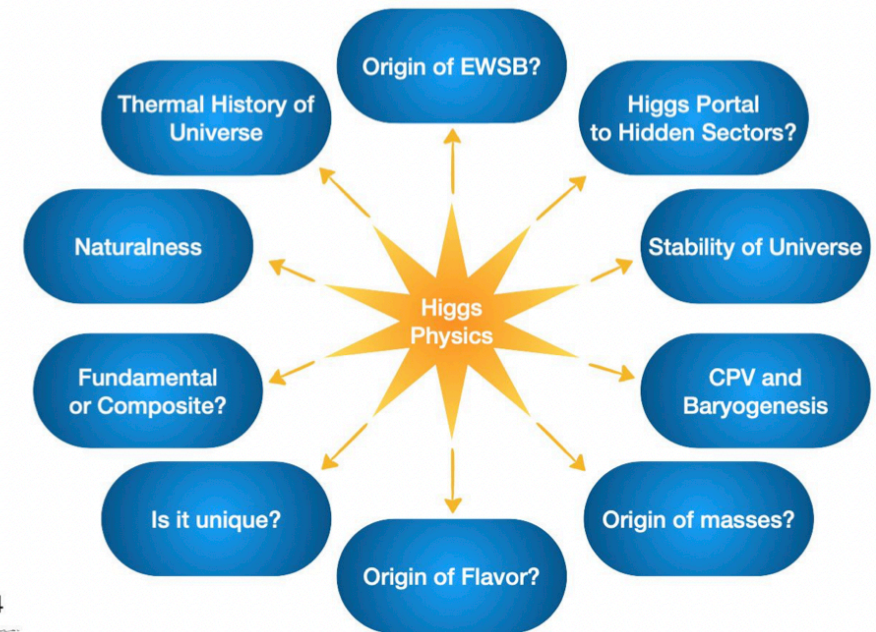 Origin of EWSB?
Thermal History of
Universe
Higgs Portal
to Hidden Sectors?
Naturalness
Stability of Universe
Higgs
Physics
Fundamental
or Composite?
CPV and
Baryogenesis
Is it unique?
Origin of masses?
Origin of Flavor?